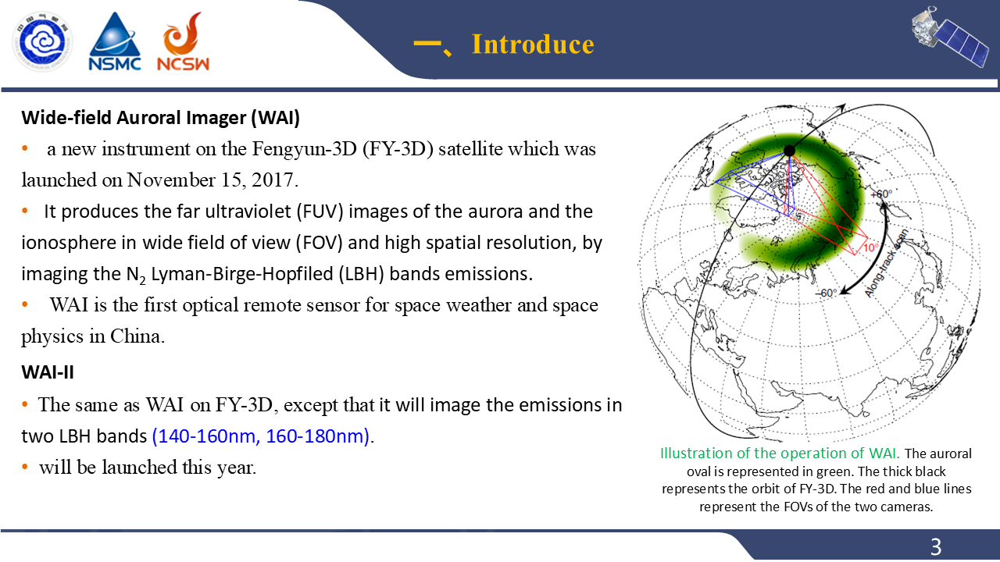 NSMC
NCSW
一、Introduce
Wide-field Auroral Imager (WAI)
• a new instrument on the Fengyun-3D (FY-3D) satellite which was
launched on November 15, 2017.
• It produces the far ultraviolet (FUV) images of the aurora and the
ionosphere in wide field of view (FOV) and high spatial resolution, by
imaging the N2 Lyman-Birge-Hopfiled (LBH) bands emissions.
• WAI is the first optical remote sensor for space weather and space
physics in China.
WAI-II
• The same as WAI on FY-3D, except that it will image the emissions in
two LBH bands (140-160nm, 160-180nm).
• will be launched this year.
+60°
10°
Along-track scan
−60°
Illustration of the operation of WAI. The auroral
oval is represented in green. The thick black
represents the orbit of FY-3D. The red and blue lines
represent the FOVs of the two cameras.
3